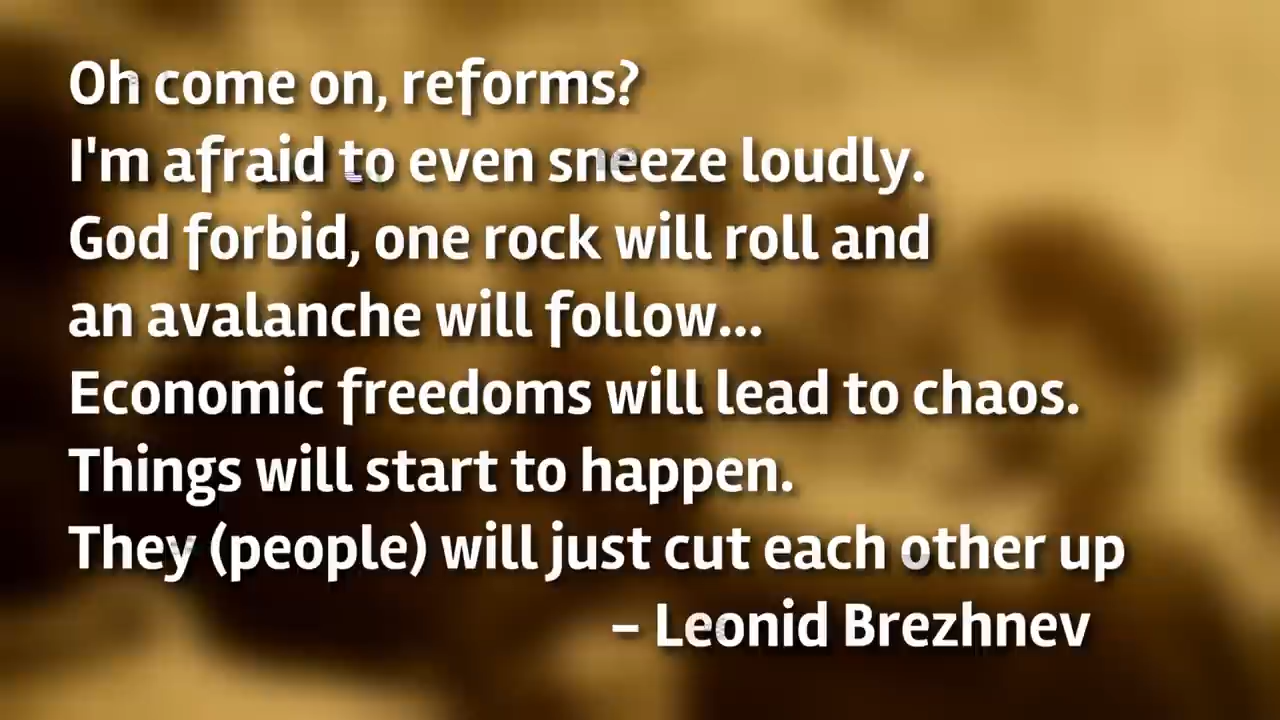 Oh come on, reforms?
I'm afraid to even sneeze loudly.
God forbid, one rock will roll and
an avalanche will follow...
Economic freedoms will lead to chaos.
Things will start to happen.
They (people) will just cut each other up
– Leonid Brezhnev